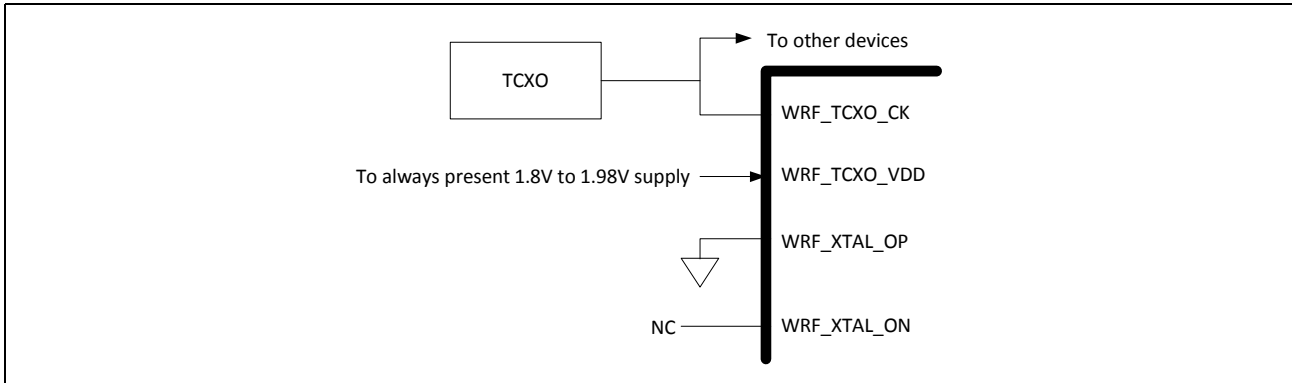 To other devices
TCXO
WRF_TCXO_CK
To always present 1.8V to 1.98V supply
WRF_TCXO_VDD
WRF_XTAL_OP
NC
WRF_XTAL_ON